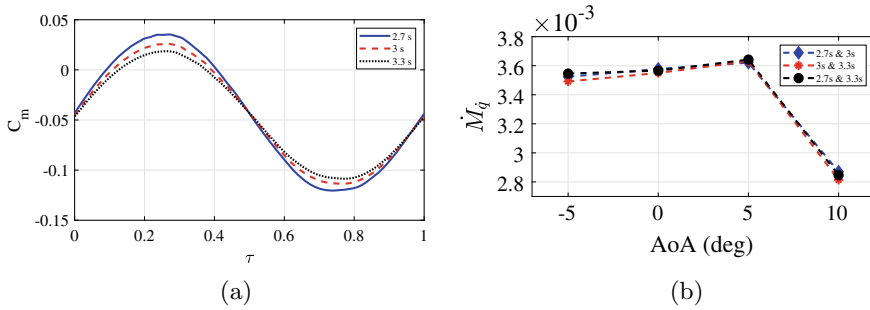 0.05
0
-0.05
-0.1
-0.15
C_m
0 0.2 0.4 0.6 0.8 1
τ
2.7 s
3 s
3.3 s
(a)
×10⁻³
3.8
3.6
3.4
3.2
3
2.8
Ṁ_q̇
-5 0 5 10
AoA (deg)
2.7s & 3s
3s & 3.3s
2.7s & 3.3s
(b)